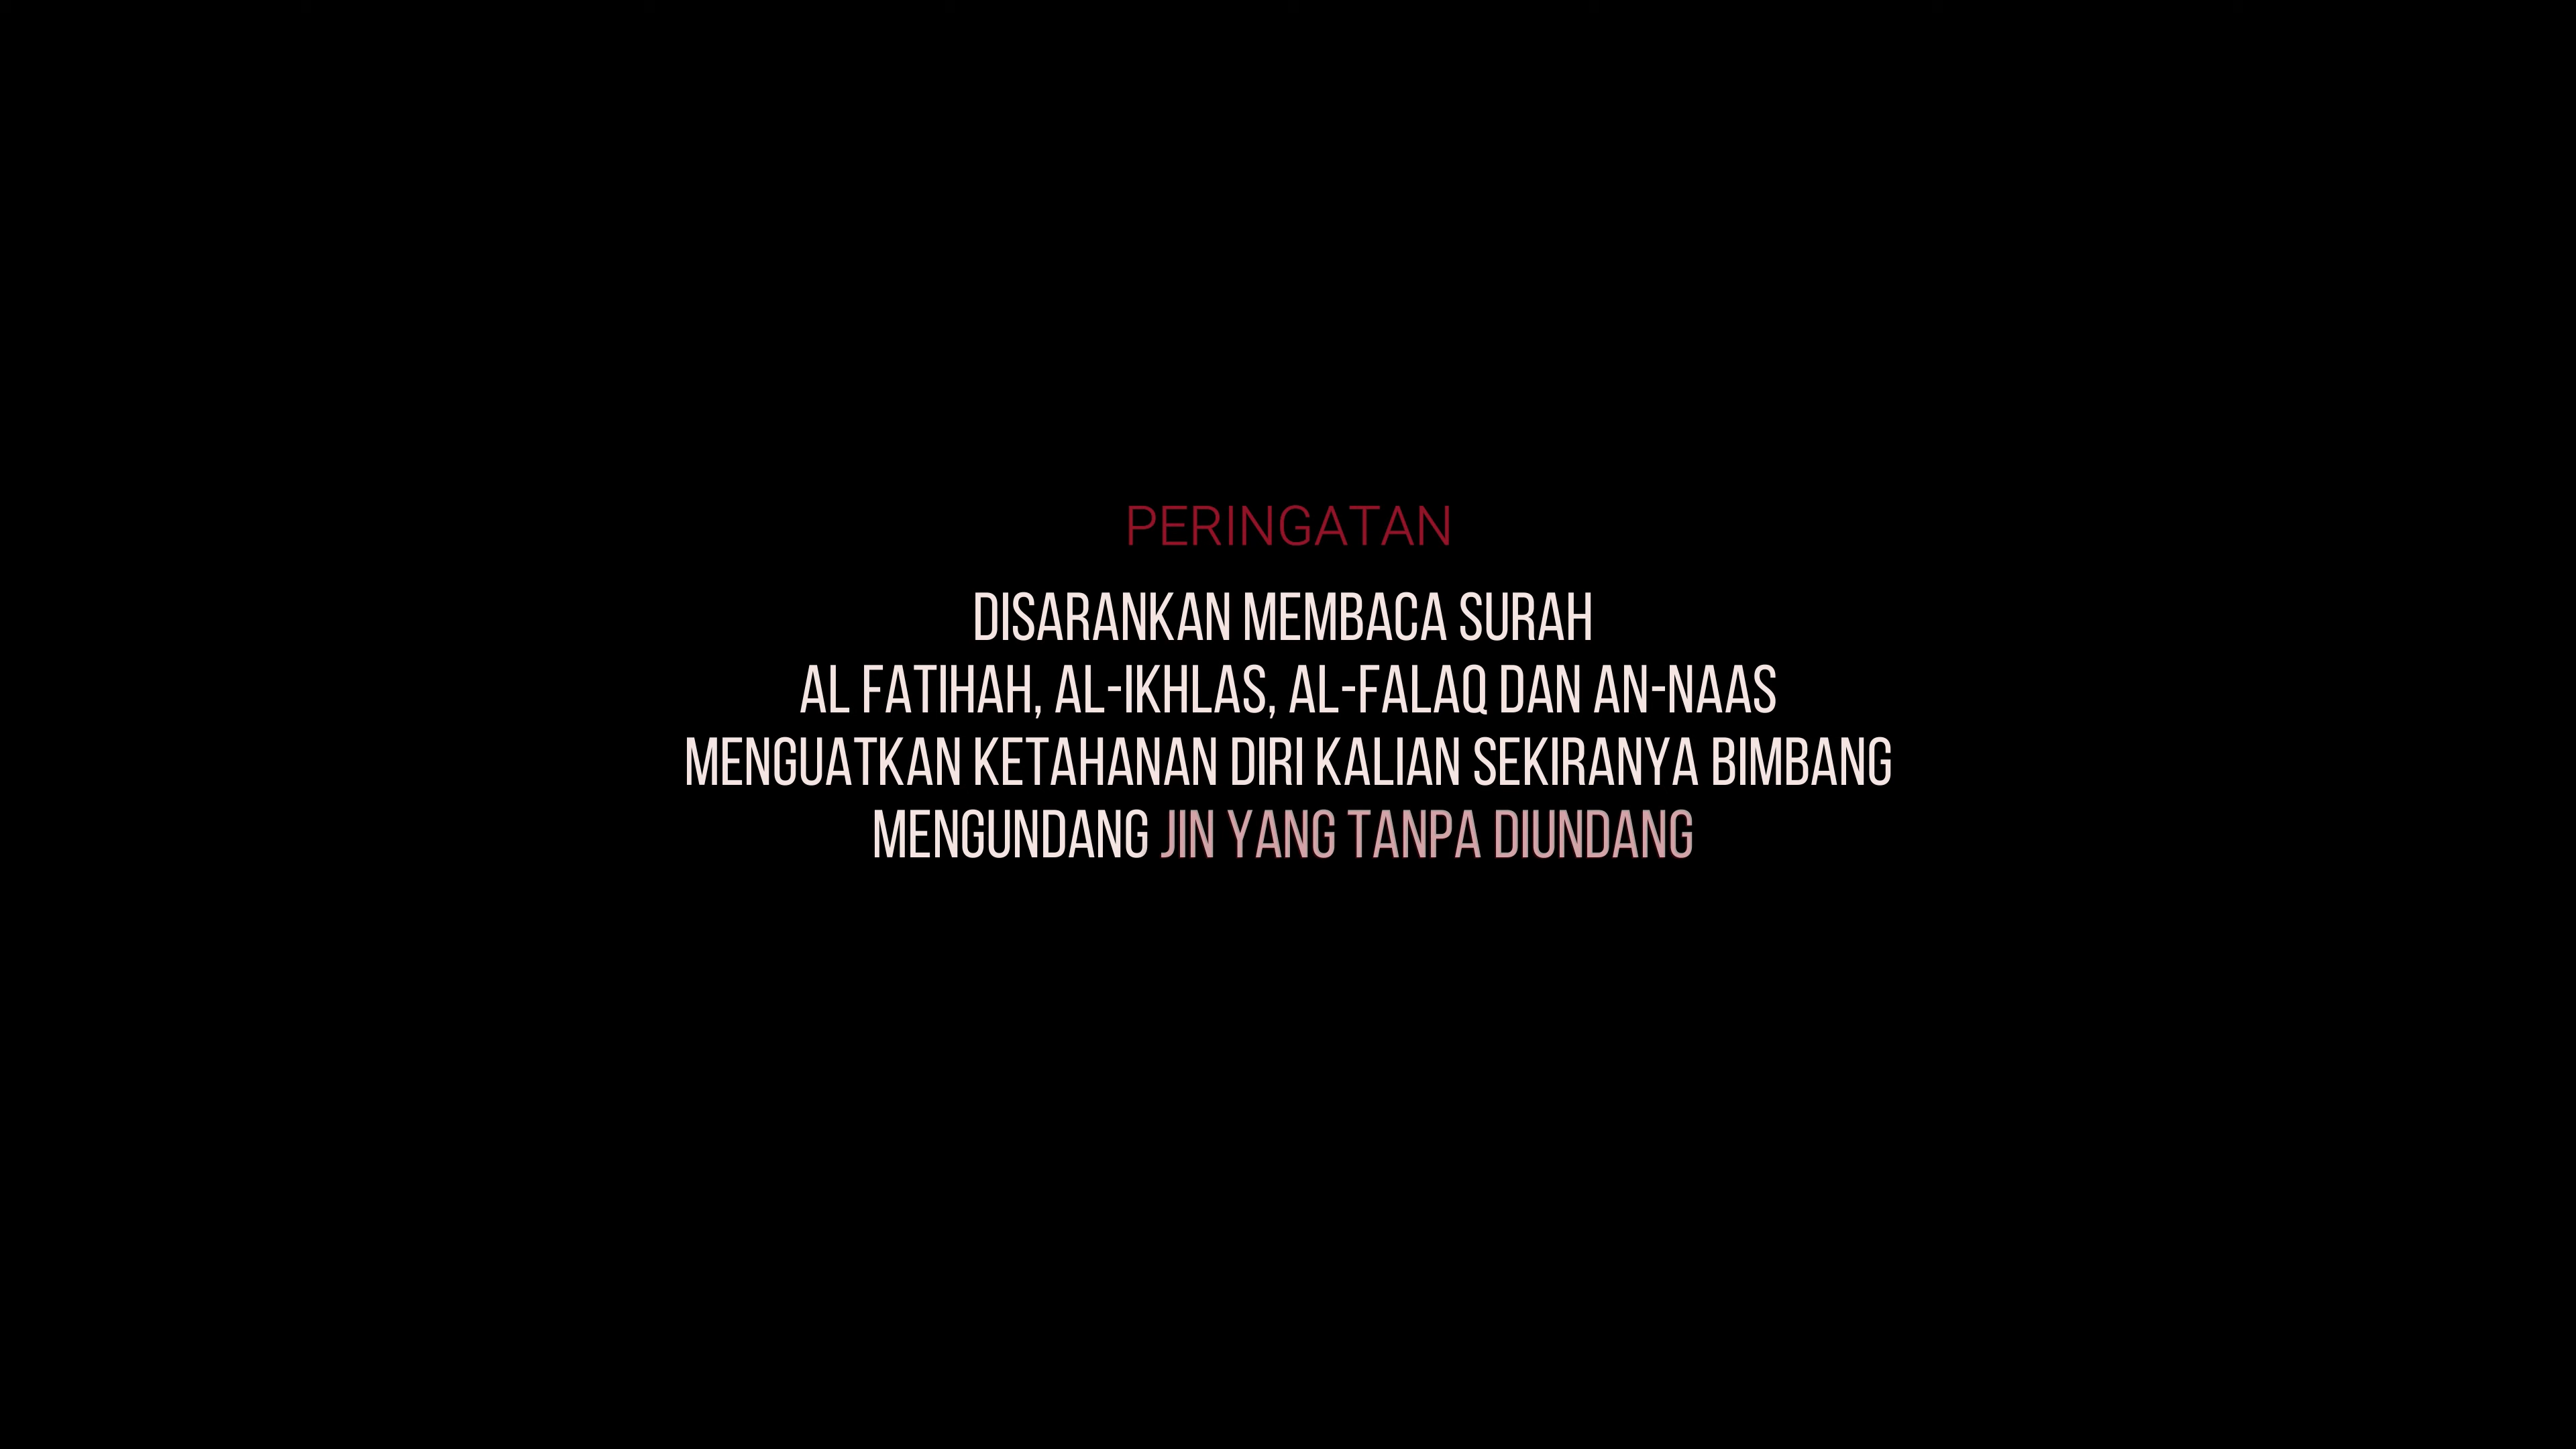 PERINGATAN
DISARANKAN MEMBACA SURAH
AL FATIHAH, AL-IKHLAS, AL-FALAQ DAN AN-NAAS
MENGUATKAN KETAHANAN DIRI KALIAN SEKIRANYA BIMBANG
MENGUNDANG JIN YANG TANPA DIUNDANG